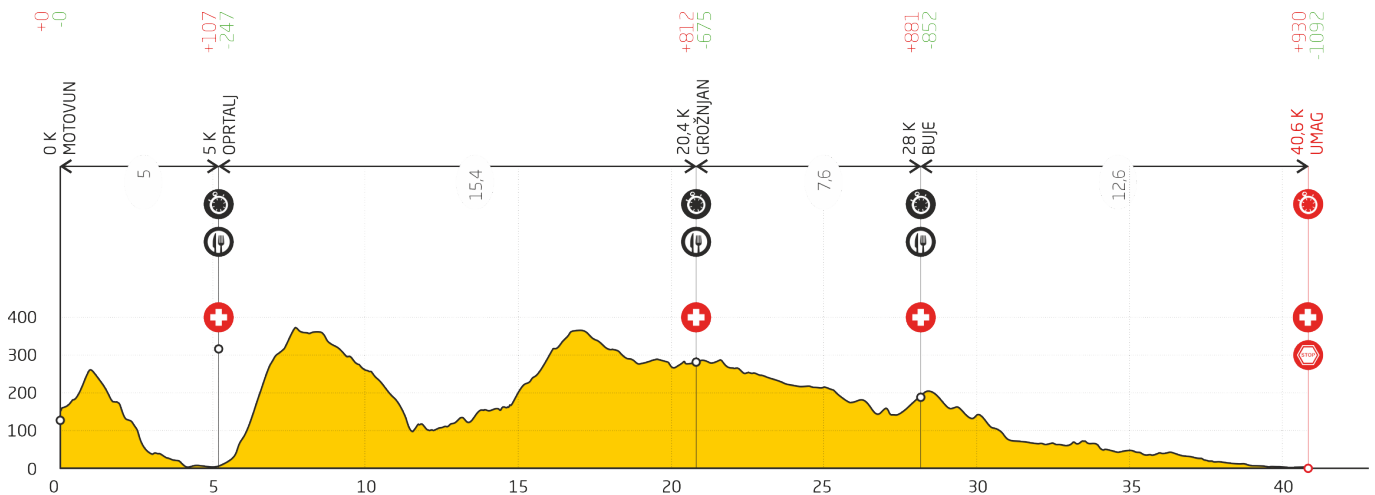 +0
-0
+107
-247
+812
-675
+881
-852
+930
-1092
0 K
MOTOVUN
5 K
OPRTALJ
20,4 K
GROŽNJAN
28 K
BUJE
40,6 K
UMAG
5
15,4
7,6
12,6
400
300
200
100
0
STOP
0
5
10
15
20
25
30
35
40